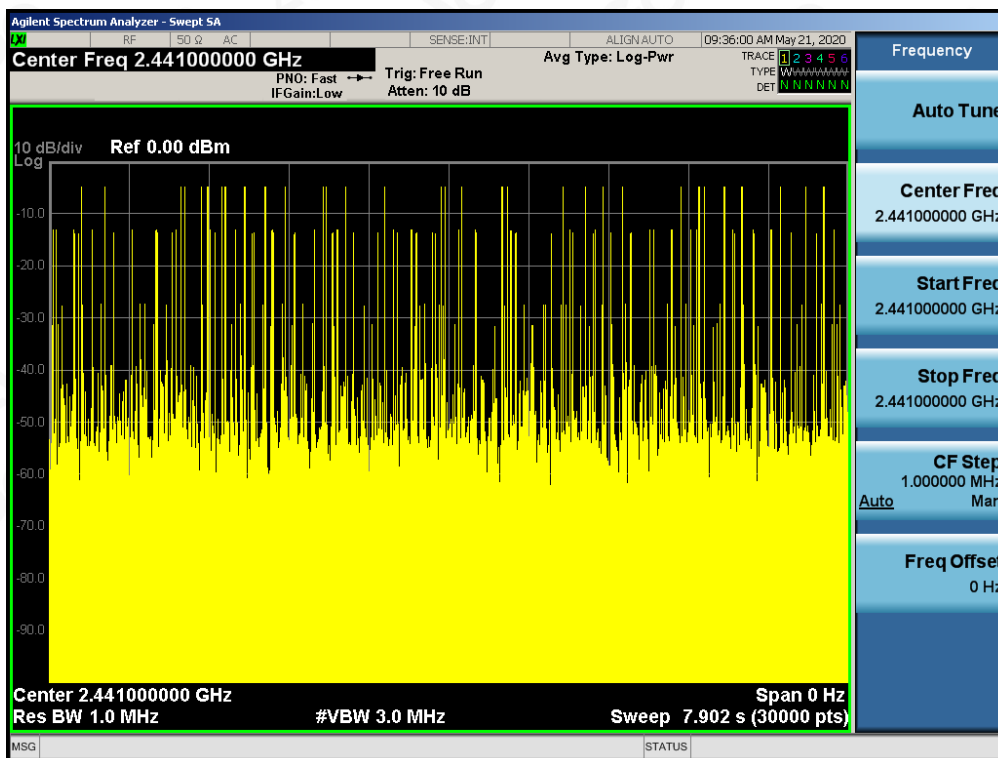 Agilent Spectrum Analyzer - Swept SA
LXI RF 50 Ω AC SENSE:INT ALIGN AUTO 09:36:00 AM May 21, 2020
Center Freq 2.441000000 GHz Avg Type: Log-Pwr TRACE 1 2 3 4 5 6
PNO: Fast Trig: Free Run TYPE WWWWWW
IFGain:Low Atten: 10 dB DET N N N N N N
10 dB/div Ref 0.00 dBm
Log
-10.0
-20.0
-30.0
-40.0
-50.0
-60.0
-70.0
-80.0
-90.0
Center 2.441000000 GHz Span 0 Hz
Res BW 1.0 MHz #VBW 3.0 MHz Sweep 7.902 s (30000 pts)
MSG STATUS
Frequency
Auto Tune
Center Freq
2.441000000 GHz
Start Freq
2.441000000 GHz
Stop Freq
2.441000000 GHz
CF Step
1.000000 MHz
Auto Man
Freq Offset
0 Hz